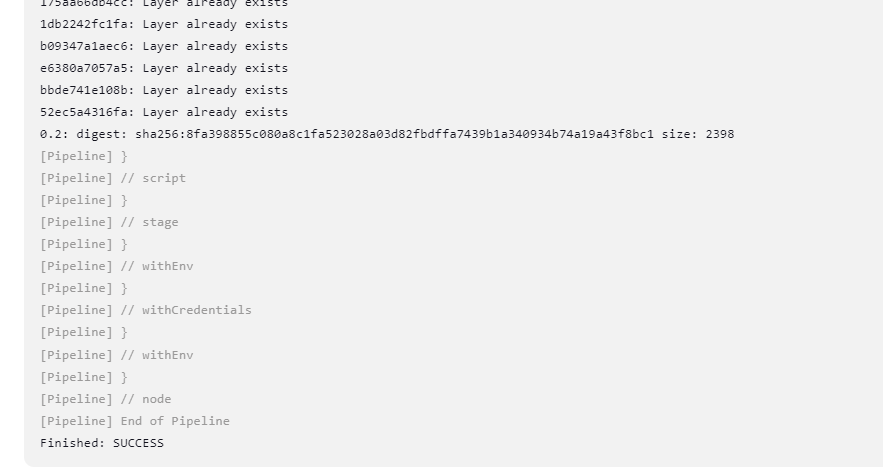 175aa66db4cc: Layer already exists
1db2242fc1fa: Layer already exists
b09347a1aec6: Layer already exists
e6380a7057a5: Layer already exists
bbde741e108b: Layer already exists
52ec5a4316fa: Layer already exists
0.2: digest: sha256:8fa398855c080a8c1fa523028a03d82fbdffa7439b1a340934b74a19a43f8bc1 size: 2398
[Pipeline] }
[Pipeline] // script
[Pipeline] }
[Pipeline] // stage
[Pipeline] }
[Pipeline] // withEnv
[Pipeline] }
[Pipeline] // withCredentials
[Pipeline] }
[Pipeline] // withEnv
[Pipeline] }
[Pipeline] // node
[Pipeline] End of Pipeline
Finished: SUCCESS